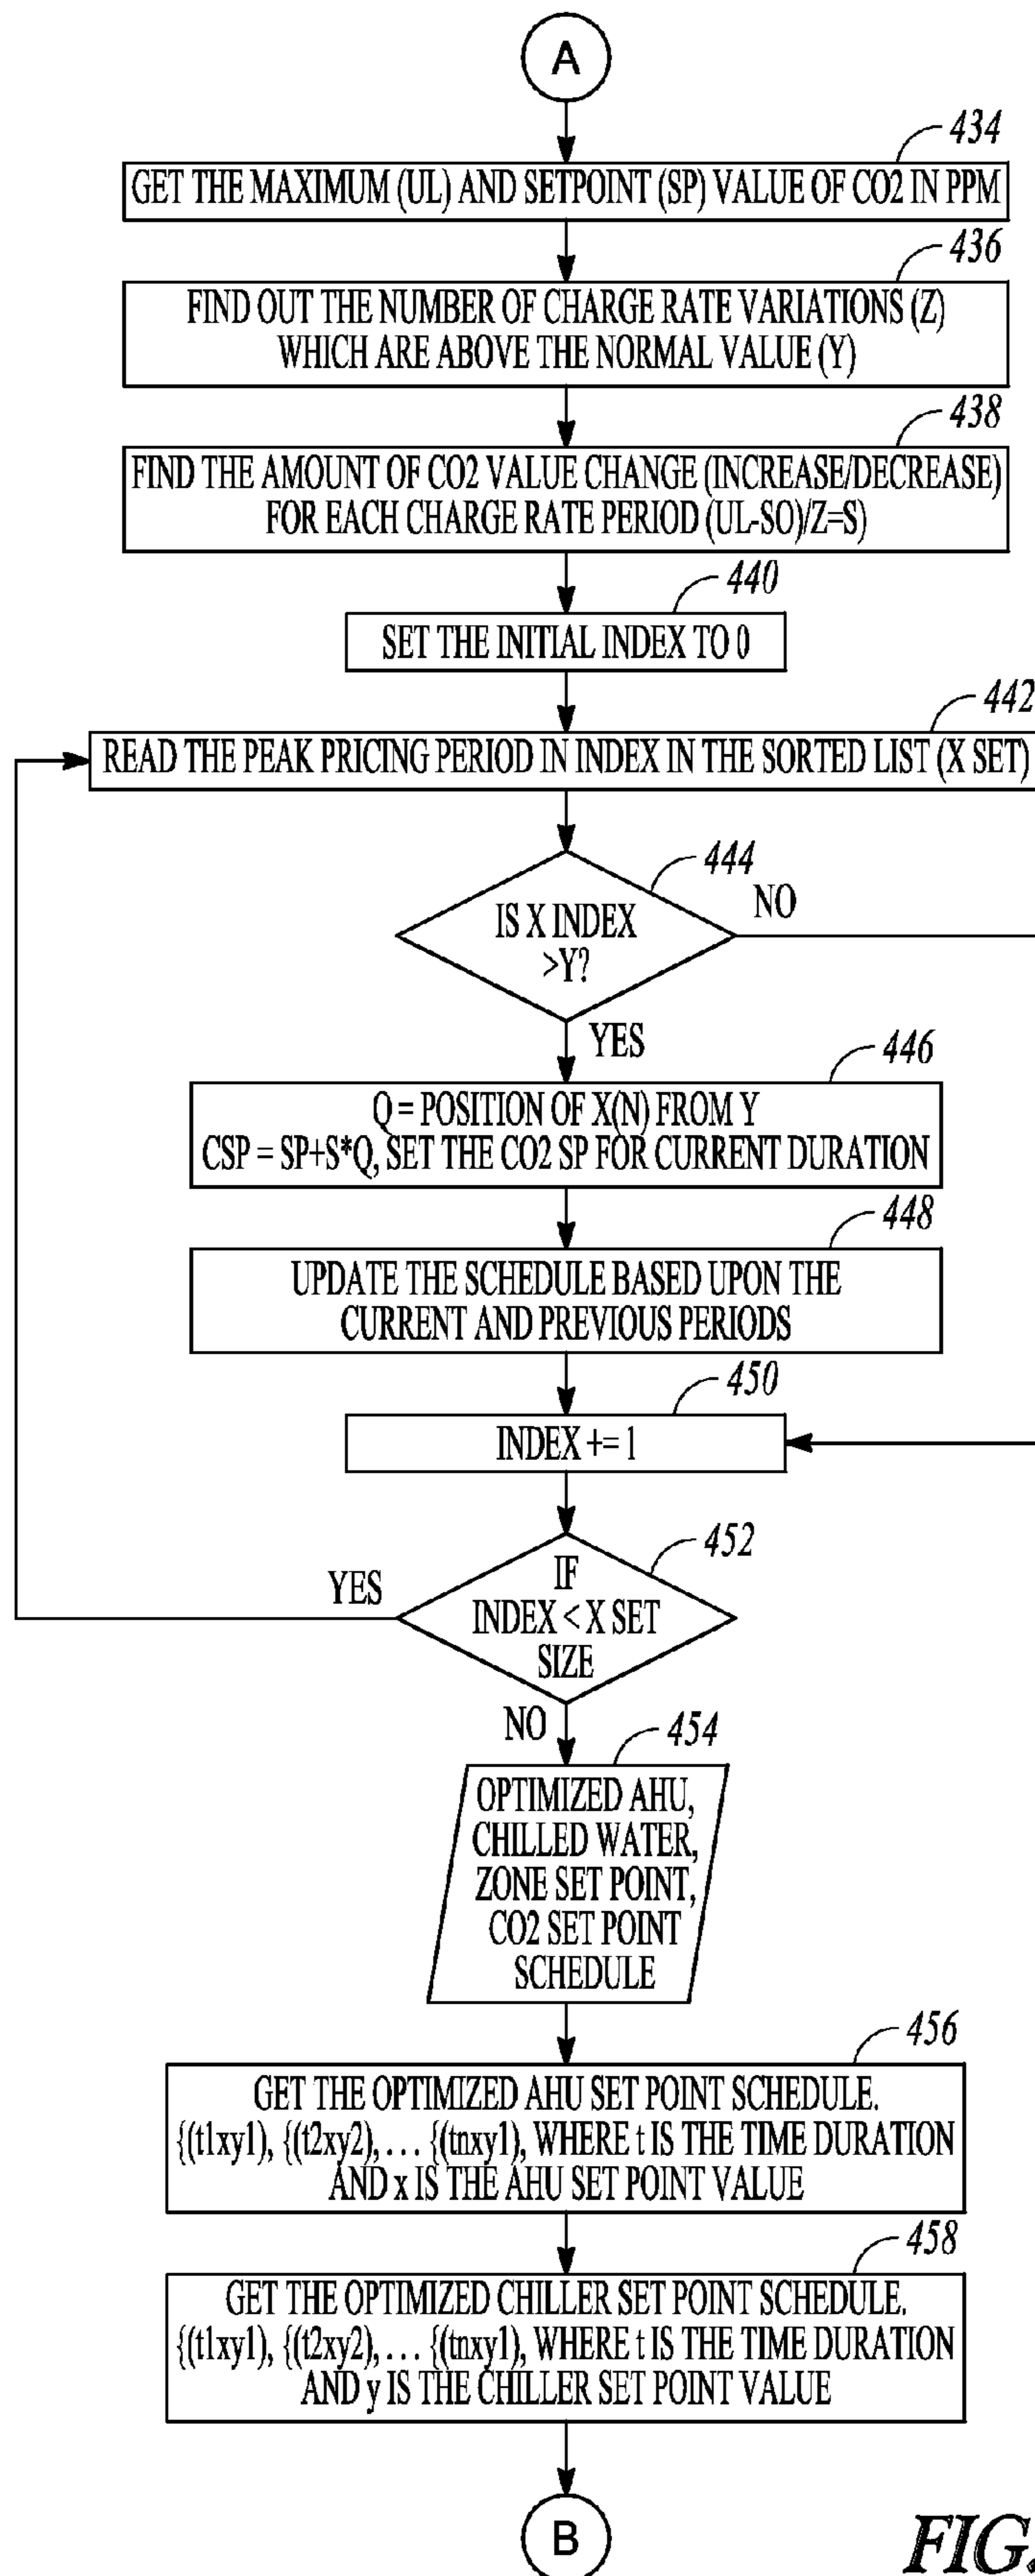 A
434
GET THE MAXIMUM (UL) AND SETPOINT (SP) VALUE OF CO2 IN PPM
436
FIND OUT THE NUMBER OF CHARGE RATE VARIATIONS (Z)
WHICH ARE ABOVE THE NORMAL VALUE (Y)
438
FIND THE AMOUNT OF CO2 VALUE CHANGE (INCREASE/DECREASE)
FOR EACH CHARGE RATE PERIOD (UL-SO)/Z=S)
440
SET THE INITIAL INDEX TO 0
442
READ THE PEAK PRICING PERIOD IN INDEX IN THE SORTED LIST (X SET)
444
IS X INDEX
>Y?
NO
YES
446
Q = POSITION OF X(N) FROM Y
CSP = SP+S*Q, SET THE CO2 SP FOR CURRENT DURATION
448
UPDATE THE SCHEDULE BASED UPON THE
CURRENT AND PREVIOUS PERIODS
450
INDEX += 1
452
IF
INDEX < X SET
SIZE
YES
NO
454
OPTIMIZED AHU,
CHILLED WATER,
ZONE SET POINT,
CO2 SET POINT
SCHEDULE
456
GET THE OPTIMIZED AHU SET POINT SCHEDULE.
{(t1xy1), {(t2xy2), . . . {(tnxy1), WHERE t IS THE TIME DURATION
AND x IS THE AHU SET POINT VALUE
458
GET THE OPTIMIZED CHILLER SET POINT SCHEDULE.
{(t1xy1), {(t2xy2), . . . {(tnxy1), WHERE t IS THE TIME DURATION
AND y IS THE CHILLER SET POINT VALUE
B
FIG.